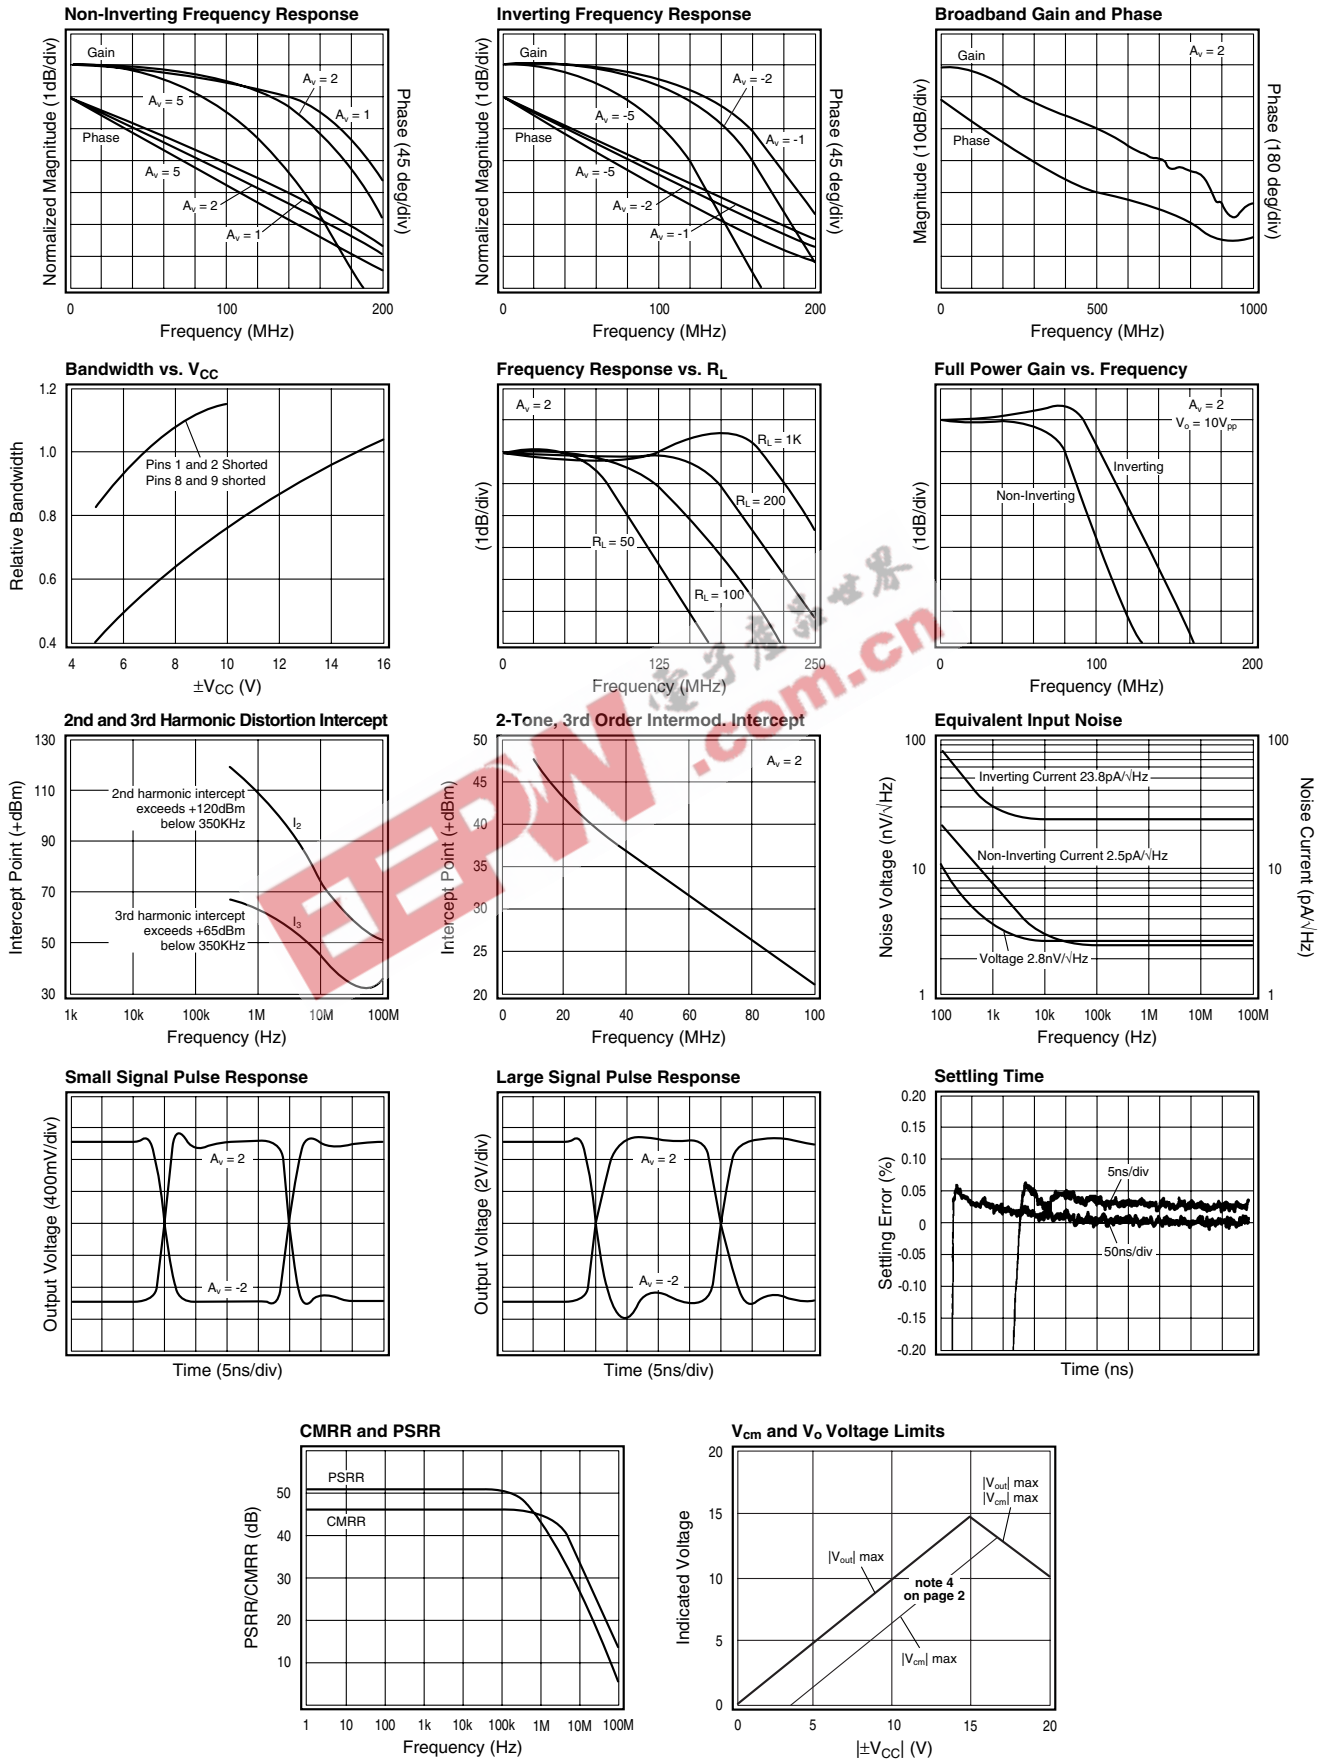 Non-Inverting Frequency Response
Normalized Magnitude (1dB/div)
Phase (45 deg/div)
Gain
Aᵥ = 2
Aᵥ = 5
Aᵥ = 1
Phase
Aᵥ = 5
Aᵥ = 2
Aᵥ = 1
0 100 200
Frequency (MHz)
Inverting Frequency Response
Normalized Magnitude (1dB/div)
Phase (45 deg/div)
Gain
Aᵥ = -2
Aᵥ = -5
Aᵥ = -1
Phase
Aᵥ = -5
Aᵥ = -2
Aᵥ = -1
0 100 200
Frequency (MHz)
Broadband Gain and Phase
Magnitude (10dB/div)
Phase (180 deg/div)
Aᵥ = 2
Gain
Phase
0 500 1000
Frequency (MHz)
Bandwidth vs. VCC
Relative Bandwidth
1.2
1.0
0.8
0.6
0.4
Pins 1 and 2 Shorted
Pins 8 and 9 shorted
4 6 8 10 12 14 16
±VCC (V)
Frequency Response vs. RL
(1dB/div)
Aᵥ = 2
RL = 1K
RL = 200
RL = 50
RL = 100
0 125 250
Frequency (MHz)
Full Power Gain vs. Frequency
(1dB/div)
Aᵥ = 2
Vₒ = 10Vpp
Inverting
Non-Inverting
0 100 200
Frequency (MHz)
2nd and 3rd Harmonic Distortion Intercept
Intercept Point (+dBm)
130
110
90
70
50
30
2nd harmonic intercept
exceeds +120dBm
below 350KHz
I₂
3rd harmonic intercept
exceeds +65dBm
below 350KHz
I₃
1k 10k 100k 1M 10M 100M
Frequency (Hz)
2-Tone, 3rd Order Intermod. Intercept
Intercept Point (+dBm)
50
45
40
35
30
25
20
Aᵥ = 2
0 20 40 60 80 100
Frequency (MHz)
Equivalent Input Noise
Noise Voltage (nV/√Hz)
Noise Current (pA/√Hz)
100 100
10 10
1 1
Inverting Current 23.8pA/√Hz
Non-Inverting Current 2.5pA/√Hz
Voltage 2.8nV/√Hz
100 1k 10k 100k 1M 10M 100M
Frequency (Hz)
电子产品世界
EEPW
.com.cn
Small Signal Pulse Response
Output Voltage (400mV/div)
Aᵥ = 2
Aᵥ = -2
Time (5ns/div)
Large Signal Pulse Response
Output Voltage (2V/div)
Aᵥ = 2
Aᵥ = -2
Time (5ns/div)
Settling Time
Settling Error (%)
0.20
0.15
0.10
0.05
0
-0.05
-0.10
-0.15
-0.20
5ns/div
50ns/div
Time (ns)
CMRR and PSRR
PSRR/CMRR (dB)
50
40
30
20
10
PSRR
CMRR
1 10 100 1k 10k 100k 1M 10M 100M
Frequency (Hz)
Vcm and Vₒ Voltage Limits
Indicated Voltage
20
15
10
5
0
|Vout| max
|Vcm| max
|Vout| max
note 4
on page 2
|Vcm| max
0 5 10 15 20
|±VCC| (V)